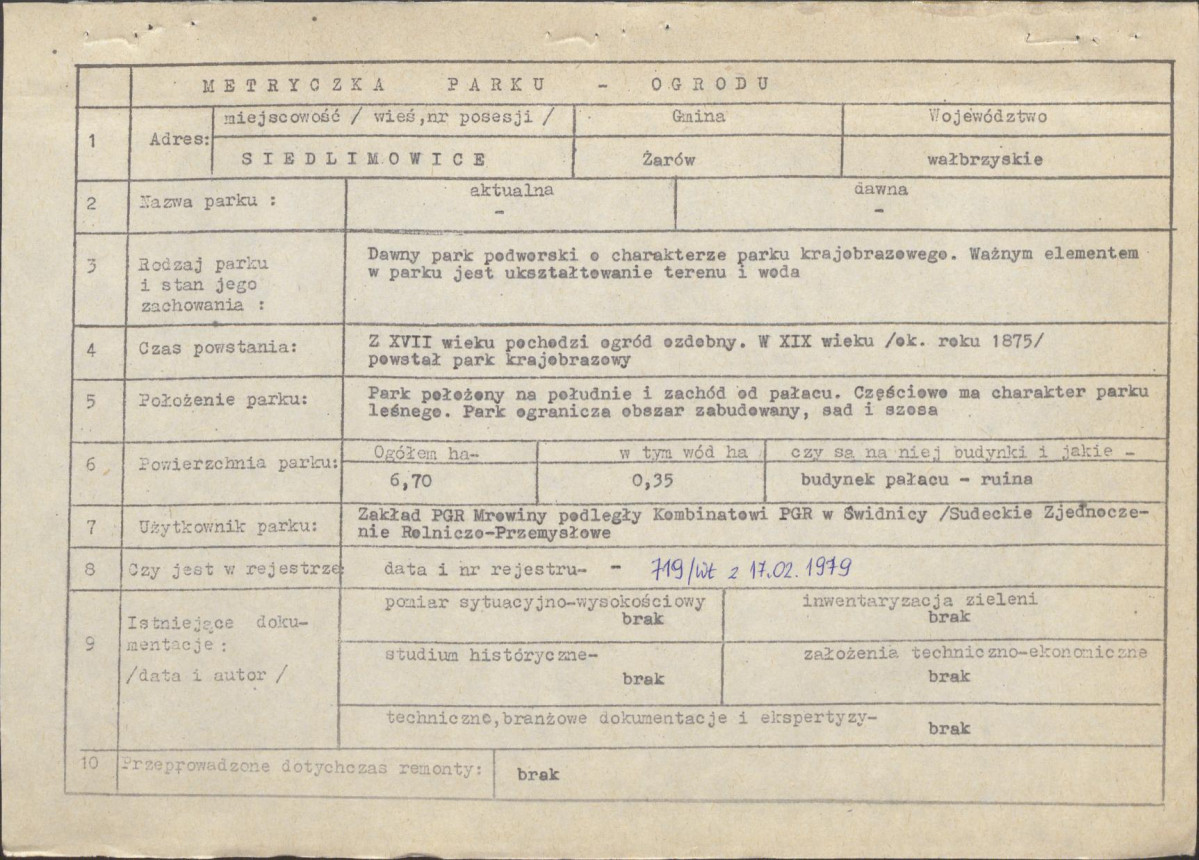 METRYCZKA PARKU - OGRODU
1 Adres: miejscowość / wieś,nr posesji / Gmina Województwo
SIEDLIMOWICE Żarów wałbrzyskie
2 Nazwa parku : aktualna dawna
- -
3 Rodzaj parku i stan jego zachowania : Dawny park podworski o charakterze parku krajobrazowego. Ważnym elementem
w parku jest ukształtowanie terenu i woda
4 Czas powstania: Z XVII wieku pochodzi ogród ozdobny. W XIX wieku /ok. roku 1875/
powstał park krajobrazowy
5 Położenie parku: Park położony na południe i zachód od pałacu. Częściowo ma charakter parku
leśnego. Park ogranicza obszar zabudowany, sad i szosa
6 Powierzchnia parku: Ogółem ha- w tym wód ha czy są na niej budynki i jakie -
6,70 0,35 budynek pałacu - ruina
7 Użytkownik parku: Zakład PGR Mrowiny podległy Kombinatowi PGR w Świdnicy /Sudeckie Zjednocze-
nie Rolniczo-Przemysłowe
8 Czy jest w rejestrze data i nr rejestru- - 719/Wt z 17.02.1979
9 Istniejące doku-
mentacje:
/data i autor /
pomiar sytuacyjno-wysokościowy inwentaryzacja zieleni
brak brak
studium históryczne- założenia techniczno-ekonomiczne
brak brak
techniczne,branżowe dokumentacje i ekspertyzy- brak
10 Przeprowadzone dotychczas remonty: brak